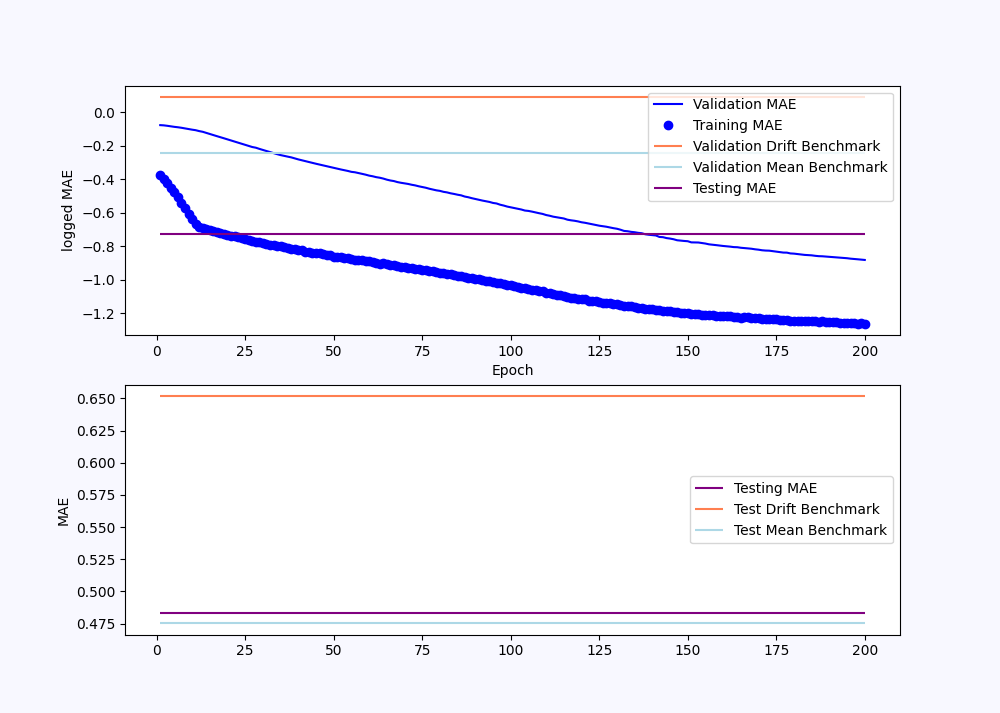 0.0
−0.2
−0.4
−0.6
−0.8
−1.0
−1.2
logged MAE
Validation MAE
Training MAE
Validation Drift Benchmark
Validation Mean Benchmark
Testing MAE
0 25 50 75 100 125 150 175 200
Epoch
0.650
0.625
0.600
0.575
0.550
0.525
0.500
0.475
MAE
Testing MAE
Test Drift Benchmark
Test Mean Benchmark
0 25 50 75 100 125 150 175 200